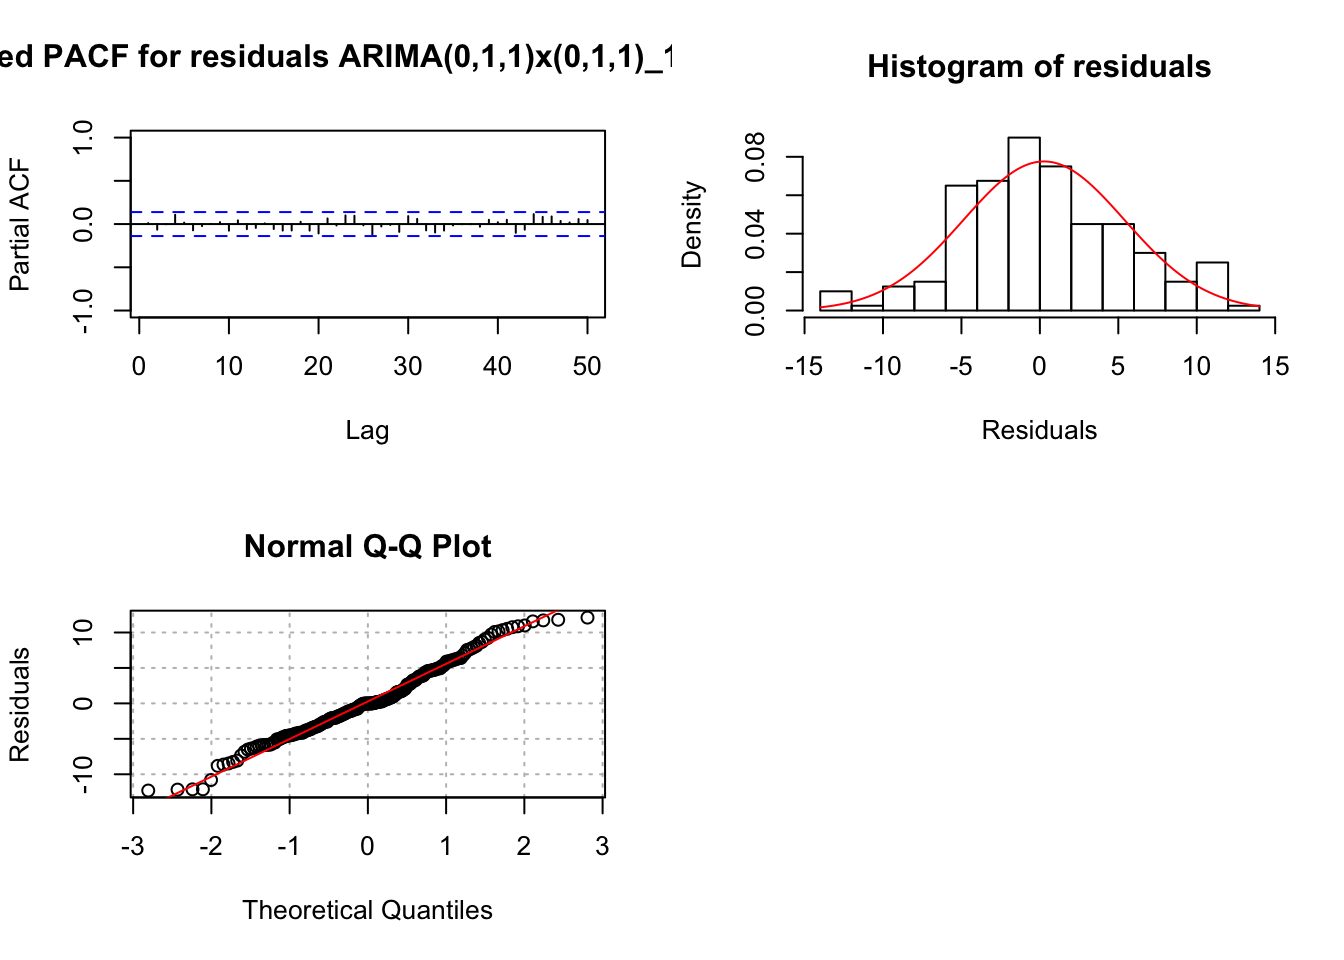 ed PACF for residuals ARIMA(0,1,1)x(0,1,1)_1
Partial ACF
1.0
0.0
-1.0
0 10 20 30 40 50
Lag
Histogram of residuals
Density
0.08
0.04
0.00
-15 -10 -5 0 5 10 15
Residuals
Normal Q-Q Plot
Residuals
10
0
-10
-3 -2 -1 0 1 2 3
Theoretical Quantiles